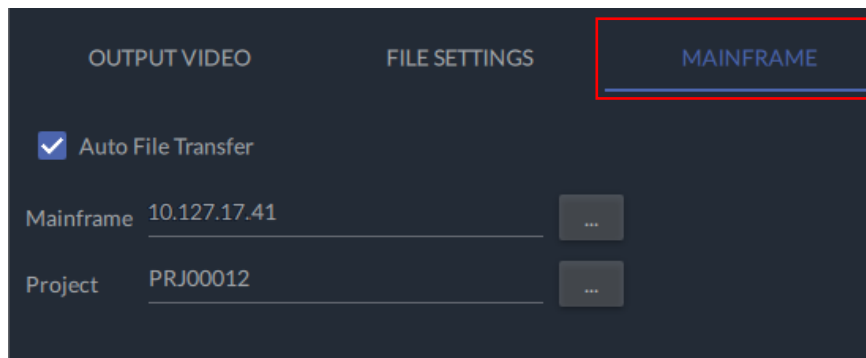 OUTPUT VIDEO FILE SETTINGS MAINFRAME
Auto File Transfer
Mainframe 10.127.17.41 ...
Project PRJ00012 ...